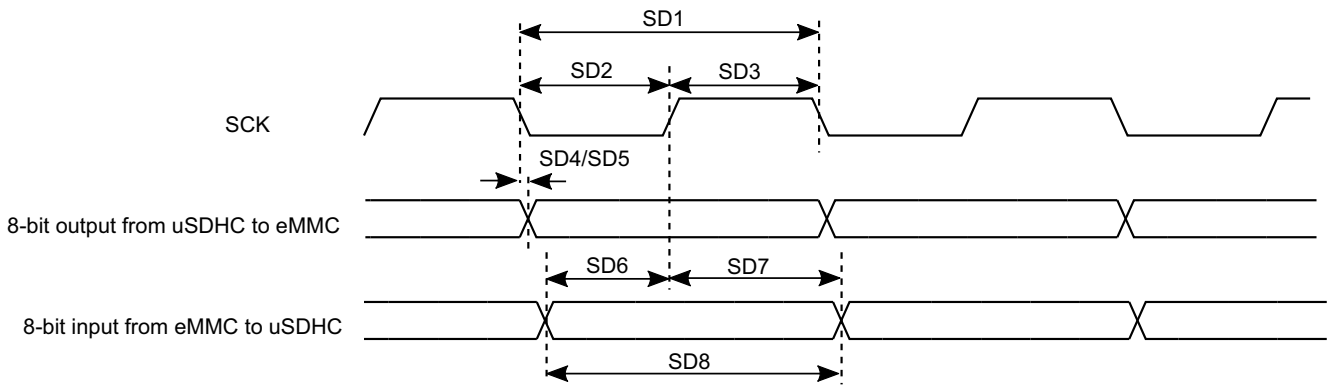 SD1
SD2
SD3
SCK
SD4/SD5
8-bit output from uSDHC to eMMC
SD6
SD7
8-bit input from eMMC to uSDHC
SD8